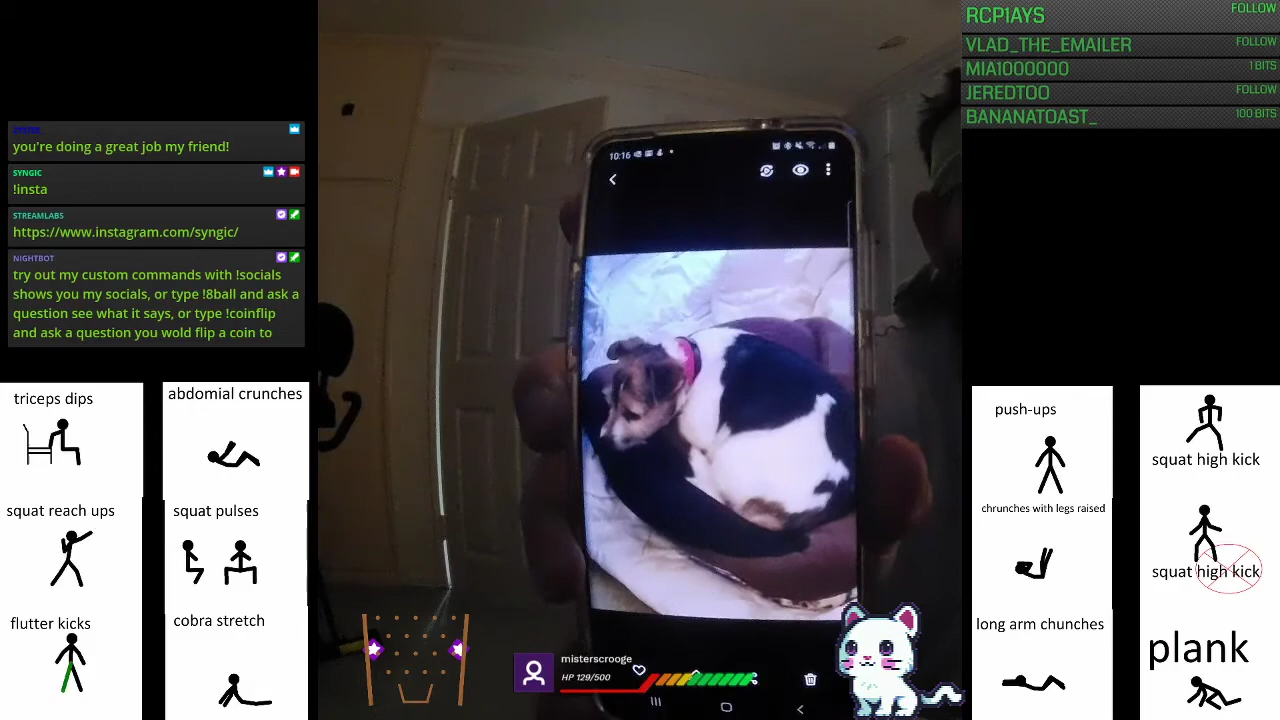 you're doing a great job my friend!
SYNGIC
!insta
STREAMLABS
https://www.instagram.com/syngic/
NIGHTBOT
try out my custom commands with !socials
shows you my socials, or type !8ball and ask a
question see what it says, or type !coinflip
and ask a question you wold flip a coin to
triceps dips
abdomial crunches
squat reach ups
squat pulses
flutter kicks
cobra stretch
10:16
misterscrooge
HP 129/500
RCP1AYS FOLLOW
VLAD_THE_EMAILER FOLLOW
MIA1000000 1 BITS
JEREDTOO FOLLOW
BANANATOAST_ 100 BITS
push-ups
squat high kick
chrunches with legs raised
squat high kick
long arm chunches
plank